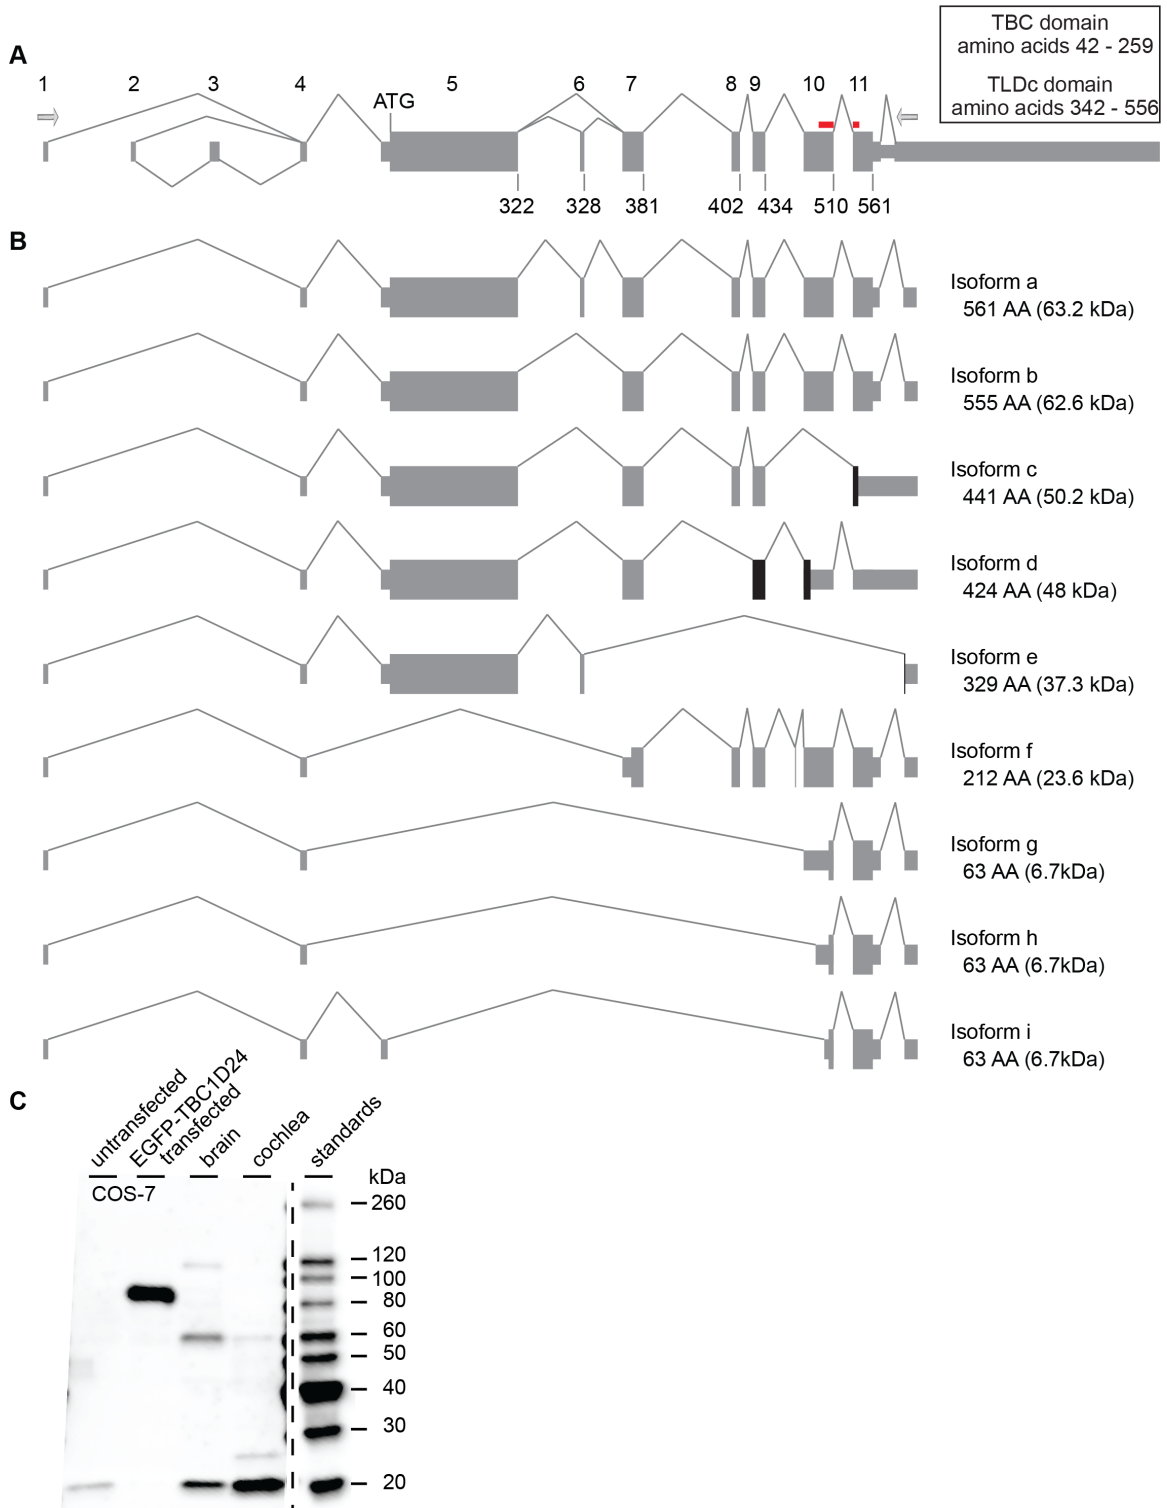 A
TBC domain
amino acids 42 - 259
TLDc domain
amino acids 342 - 556
1 2 3 4 5 6 7 8 9 10 11
ATG
322 328 381 402 434 510 561
B
Isoform a
561 AA (63.2 kDa)
Isoform b
555 AA (62.6 kDa)
Isoform c
441 AA (50.2 kDa)
Isoform d
424 AA (48 kDa)
Isoform e
329 AA (37.3 kDa)
Isoform f
212 AA (23.6 kDa)
Isoform g
63 AA (6.7kDa)
Isoform h
63 AA (6.7kDa)
Isoform i
63 AA (6.7kDa)
C
untransfected
EGFP-TBC1D24
transfected
brain
cochlea
standards
COS-7
kDa
260
120
100
80
60
50
40
30
20